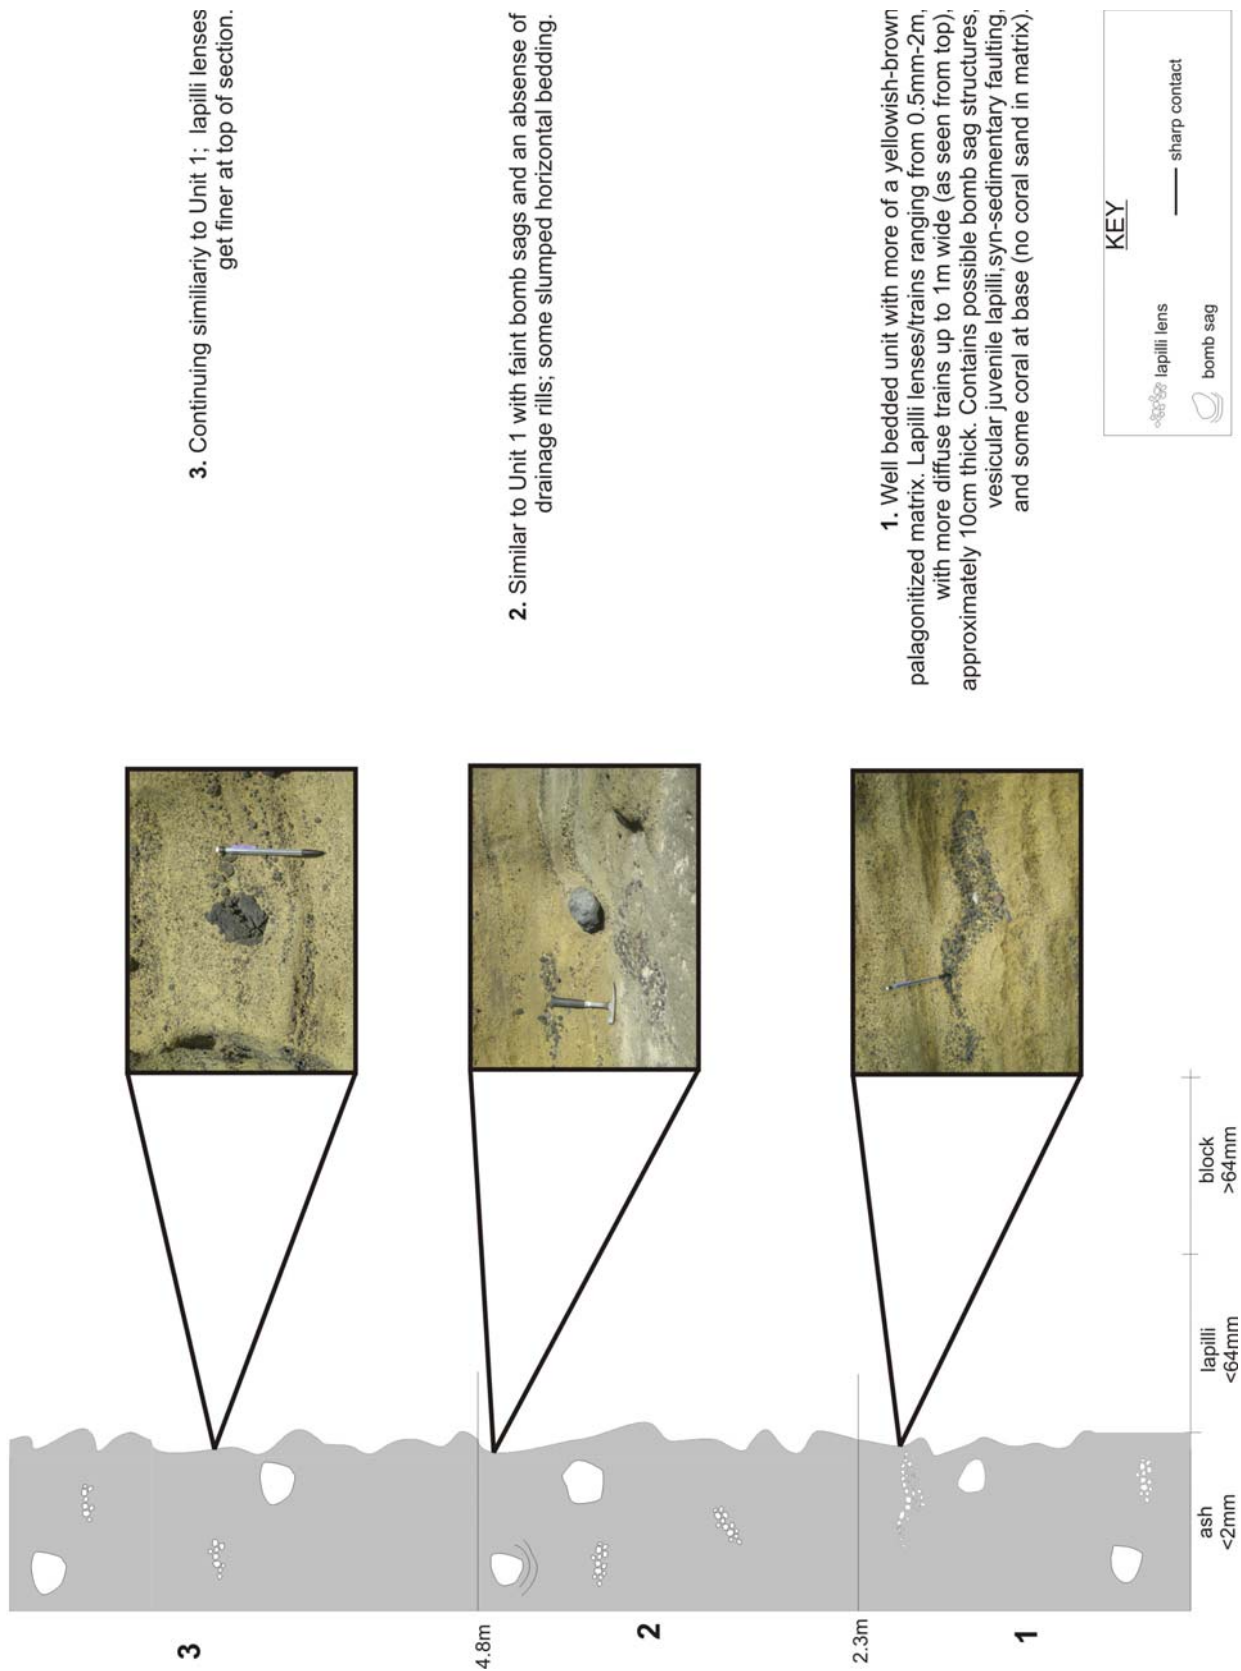 3. Continuing similiariy to Unit 1; lapilli lenses
get finer at top of section.
2. Similar to Unit 1 with faint bomb sags and an absense of
drainage rills; some slumped horizontal bedding.
1. Well bedded unit with more of a yellowish-brown
palagonitized matrix. Lapilli lenses/trains ranging from 0.5mm-2m,
with more diffuse trains up to 1m wide (as seen from top),
approximately 10cm thick. Contains possible bomb sag structures,
vesicular juvenile lapilli,syn-sedimentary faulting,
and some coral at base (no coral sand in matrix).
KEY
lapilli lens
sharp contact
bomb sag
3
4.8m
2
2.3m
1
ash
<2mm
lapilli
<64mm
block
>64mm